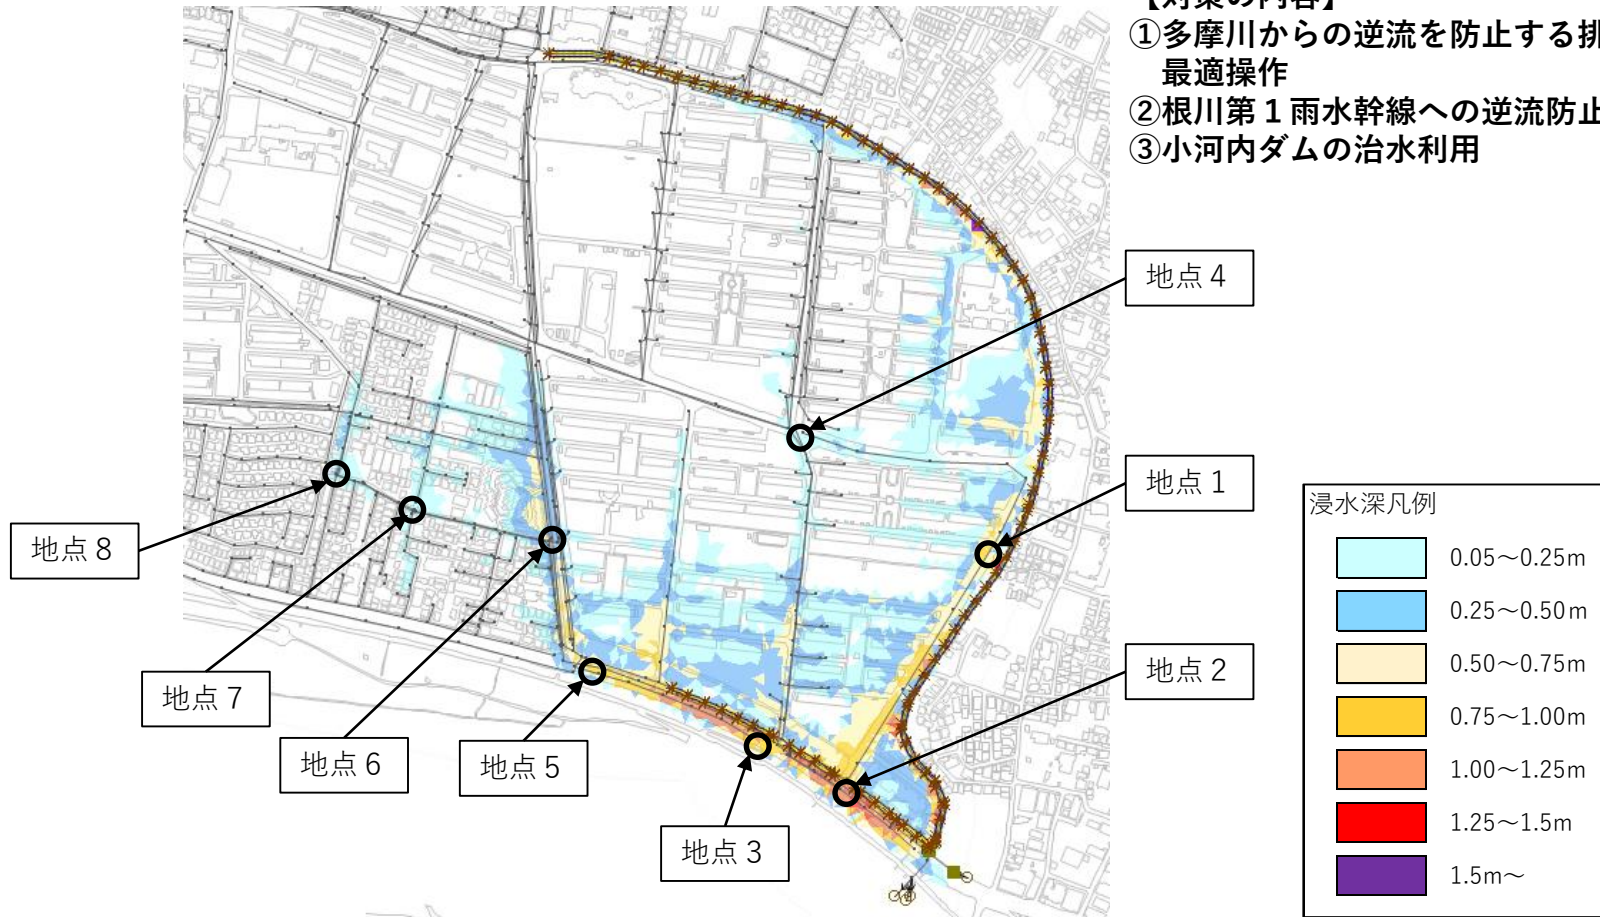 【対策の内容】
①多摩川からの逆流を防止する排
最適操作
②根川第１雨水幹線への逆流防止
③小河内ダムの治水利用
地点４
地点１
地点２
地点８
地点７
地点６
地点５
地点３
浸水深凡例
0.05～0.25m
0.25～0.50m
0.50～0.75m
0.75～1.00m
1.00～1.25m
1.25～1.5m
1.5m～